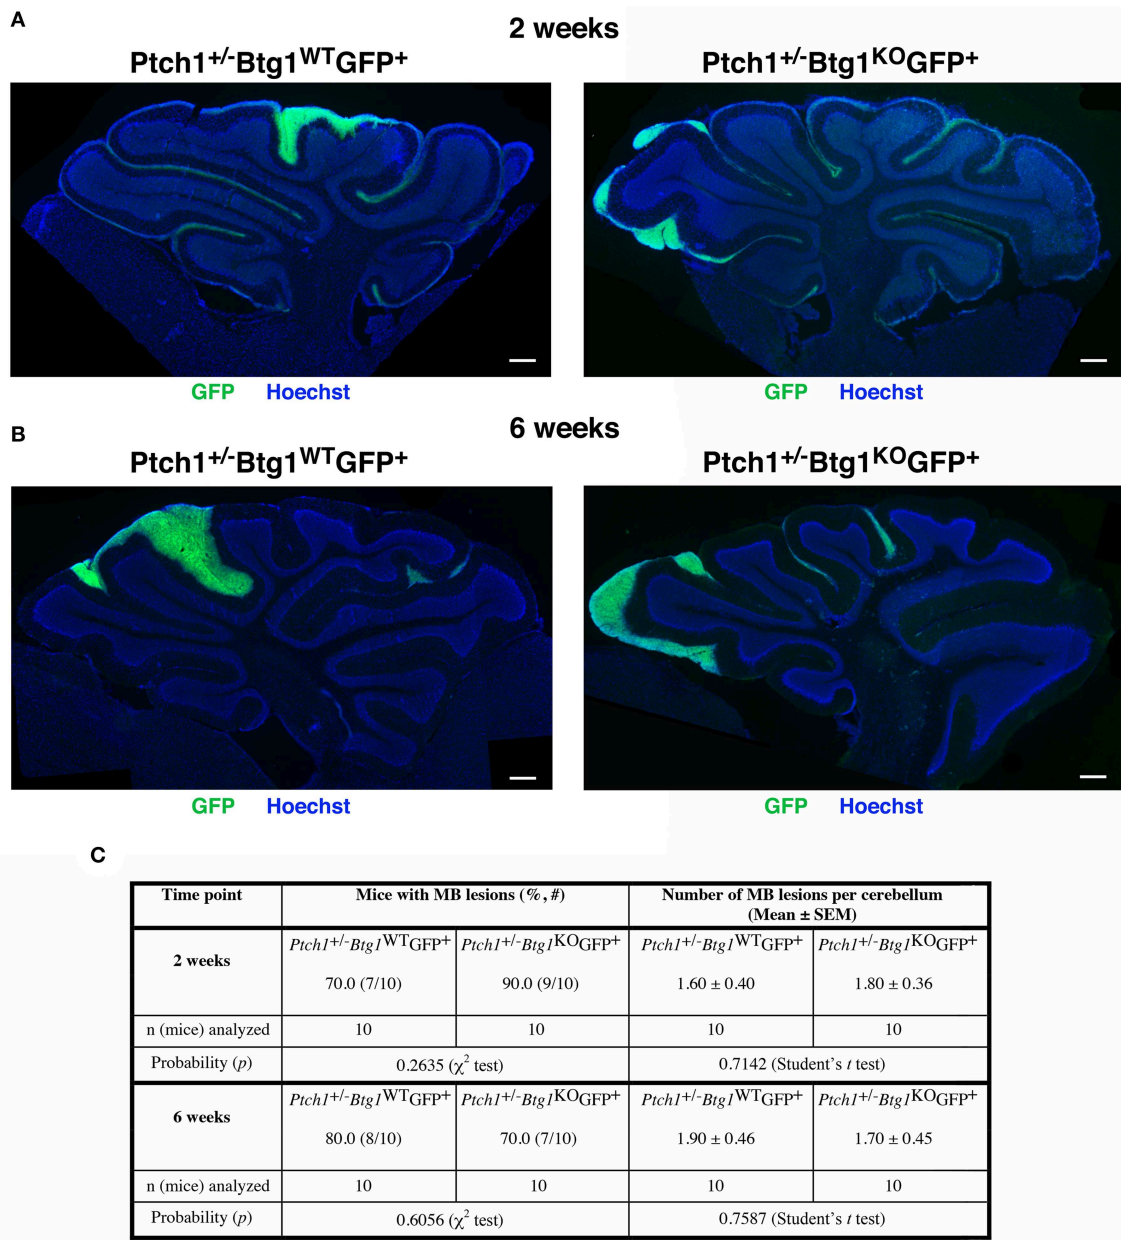 A
2 weeks
Ptch1+/-Btg1WTGFP+
Ptch1+/-Btg1KOGFP+
GFP Hoechst
GFP Hoechst
B
6 weeks
Ptch1+/-Btg1WTGFP+
Ptch1+/-Btg1KOGFP+
GFP Hoechst
GFP Hoechst
C
Time point
Mice with MB lesions (%, #)
Number of MB lesions per cerebellum
(Mean ± SEM)
2 weeks
Ptch1+/-Btg1WTGFP+
Ptch1+/-Btg1KOGFP+
Ptch1+/-Btg1WTGFP+
Ptch1+/-Btg1KOGFP+
70.0 (7/10)
90.0 (9/10)
1.60 ± 0.40
1.80 ± 0.36
n (mice) analyzed
10
10
10
10
Probability (p)
0.2635 (χ2 test)
0.7142 (Student's t test)
6 weeks
Ptch1+/-Btg1WTGFP+
Ptch1+/-Btg1KOGFP+
Ptch1+/-Btg1WTGFP+
Ptch1+/-Btg1KOGFP+
80.0 (8/10)
70.0 (7/10)
1.90 ± 0.46
1.70 ± 0.45
n (mice) analyzed
10
10
10
10
Probability (p)
0.6056 (χ2 test)
0.7587 (Student's t test)